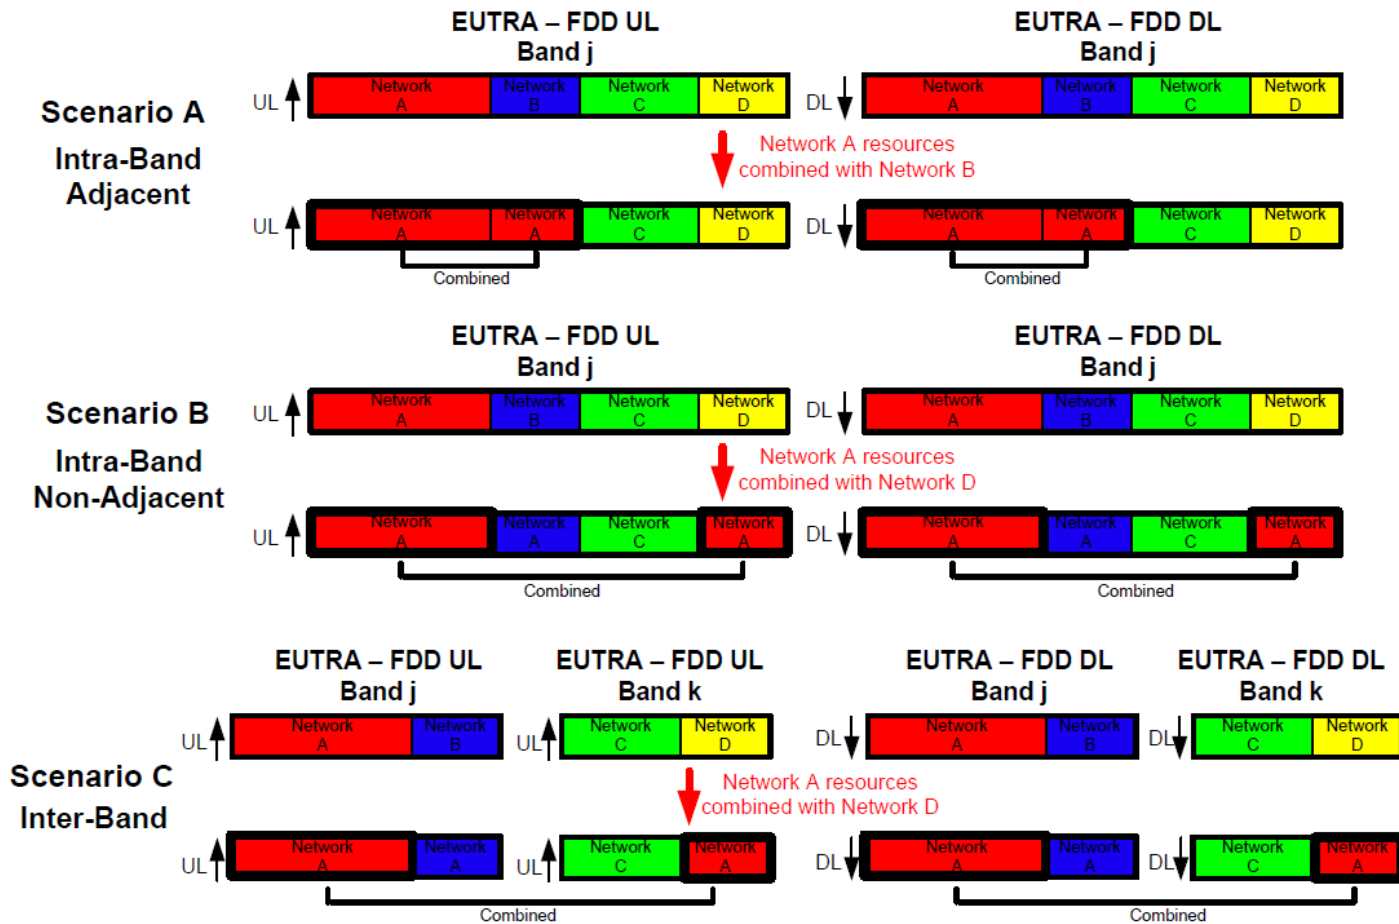 EUTRA – FDD UL
Band j
EUTRA – FDD DL
Band j
Scenario A
Intra-Band
Adjacent
UL
Network
A
Network
B
Network
C
Network
D
DL
Network
A
Network
B
Network
C
Network
D
Network A resources
combined with Network B
UL
Network
A
Network
A
Network
C
Network
D
Combined
DL
Network
A
Network
A
Network
C
Network
D
Combined
EUTRA – FDD UL
Band j
EUTRA – FDD DL
Band j
Scenario B
Intra-Band
Non-Adjacent
UL
Network
A
Network
B
Network
C
Network
D
DL
Network
A
Network
B
Network
C
Network
D
Network A resources
combined with Network D
UL
Network
A
Network
A
Network
C
Network
A
Combined
DL
Network
A
Network
A
Network
C
Network
A
Combined
EUTRA – FDD UL
Band j
EUTRA – FDD UL
Band k
EUTRA – FDD DL
Band j
EUTRA – FDD DL
Band k
Scenario C
Inter-Band
UL
Network
A
Network
B
UL
Network
C
Network
D
DL
Network
A
Network
B
DL
Network
C
Network
D
Network A resources
combined with Network D
UL
Network
A
Network
A
UL
Network
C
Network
A
Combined
DL
Network
A
Network
A
DL
Network
C
Network
A
Combined